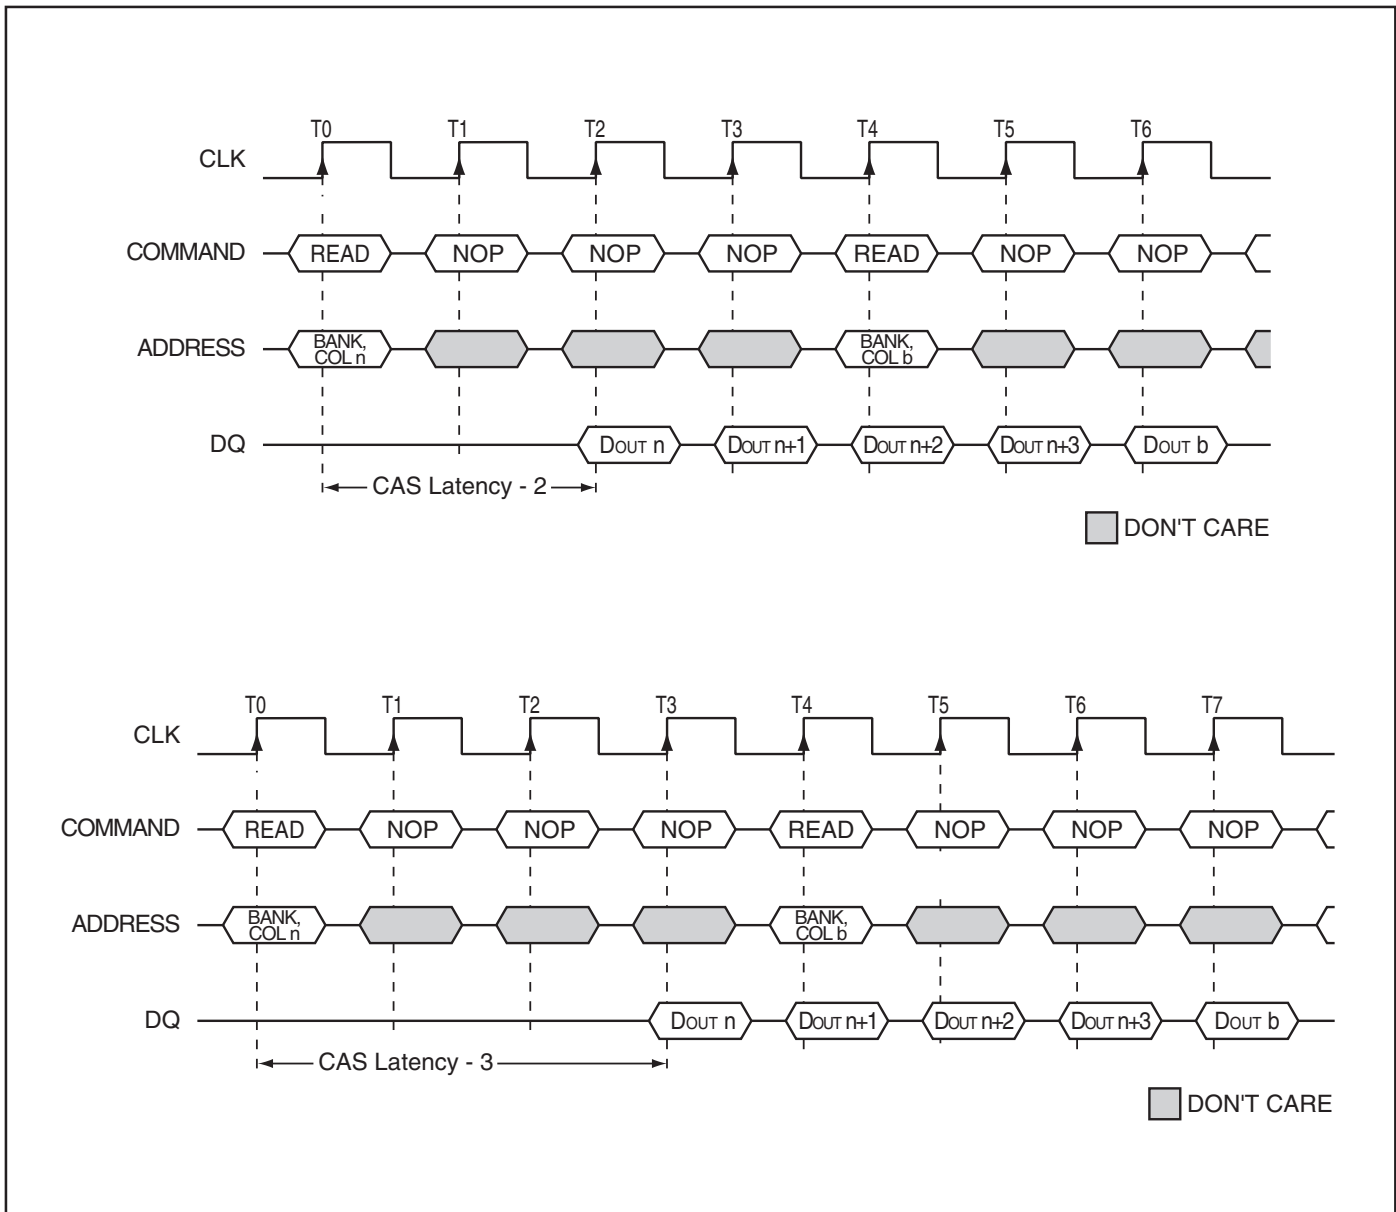 T0 T1 T2 T3 T4 T5 T6
CLK
COMMAND READ NOP NOP NOP READ NOP NOP
ADDRESS BANK, COL n BANK, COL b
DQ DOUT n DOUT n+1 DOUT n+2 DOUT n+3 DOUT b
CAS Latency - 2
DON'T CARE
T0 T1 T2 T3 T4 T5 T6 T7
CLK
COMMAND READ NOP NOP NOP READ NOP NOP NOP
ADDRESS BANK, COL n BANK, COL b
DQ DOUT n DOUT n+1 DOUT n+2 DOUT n+3 DOUT b
CAS Latency - 3
DON'T CARE